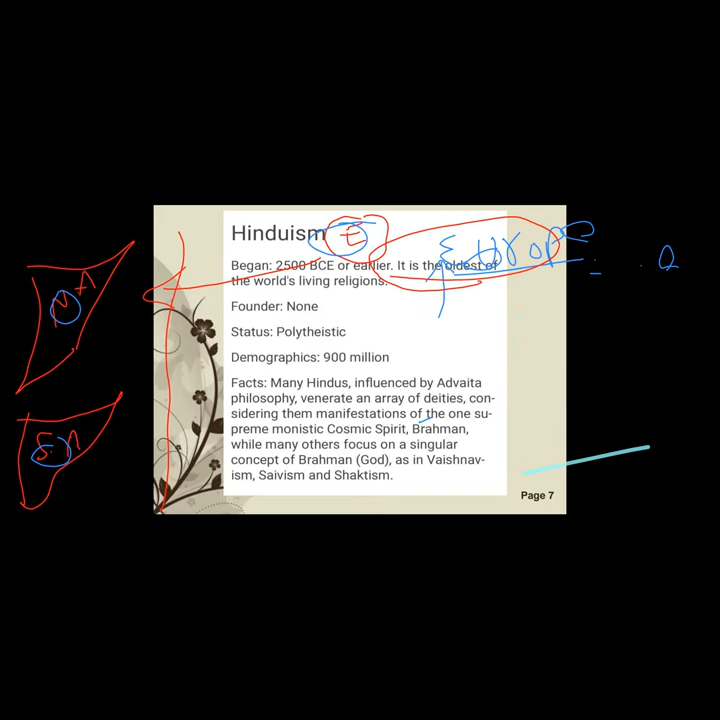 Hinduism
E
Europe
Began: 2500 BCE or earlier. It is the oldest of
the world's living religions.
Founder: None
Status: Polytheistic
Demographics: 900 million
Facts: Many Hindus, influenced by Advaita
philosophy, venerate an array of deities, con-
sidering them manifestations of the one su-
preme monistic Cosmic Spirit, Brahman,
while many others focus on a singular
concept of Brahman (God), as in Vaishnav-
ism, Saivism and Shaktism.
Page 7
N A
S. A